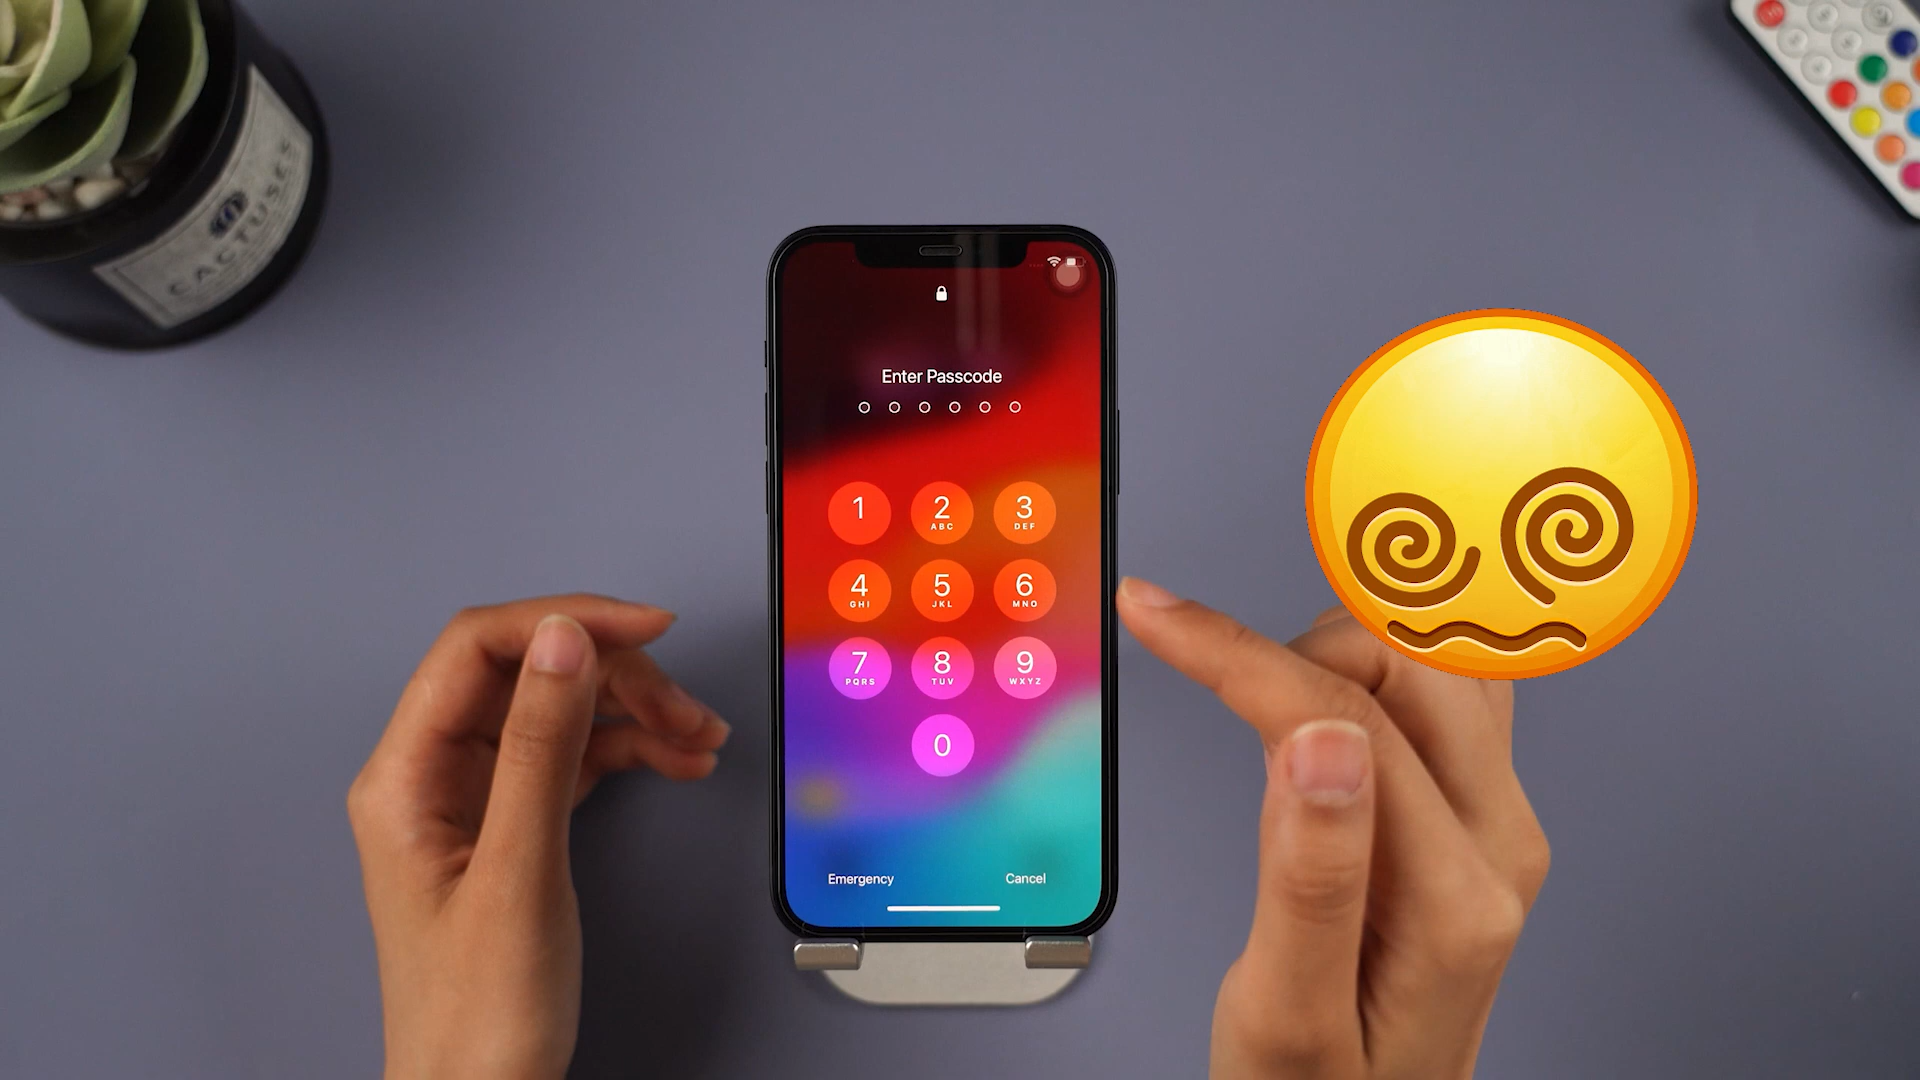 CACTUSES
Enter Passcode
1
2
ABC
3
DEF
4
GHI
5
JKL
6
MNO
7
PQRS
8
TUV
9
WXYZ
0
Emergency
Cancel